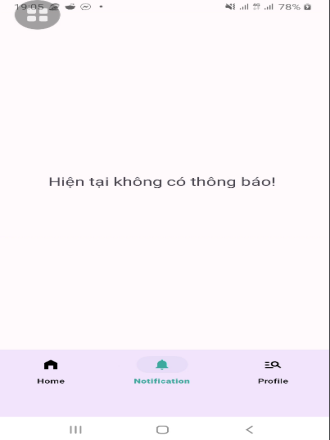 19:05 78%
Hiện tại không có thông báo!
Home Notification Profile